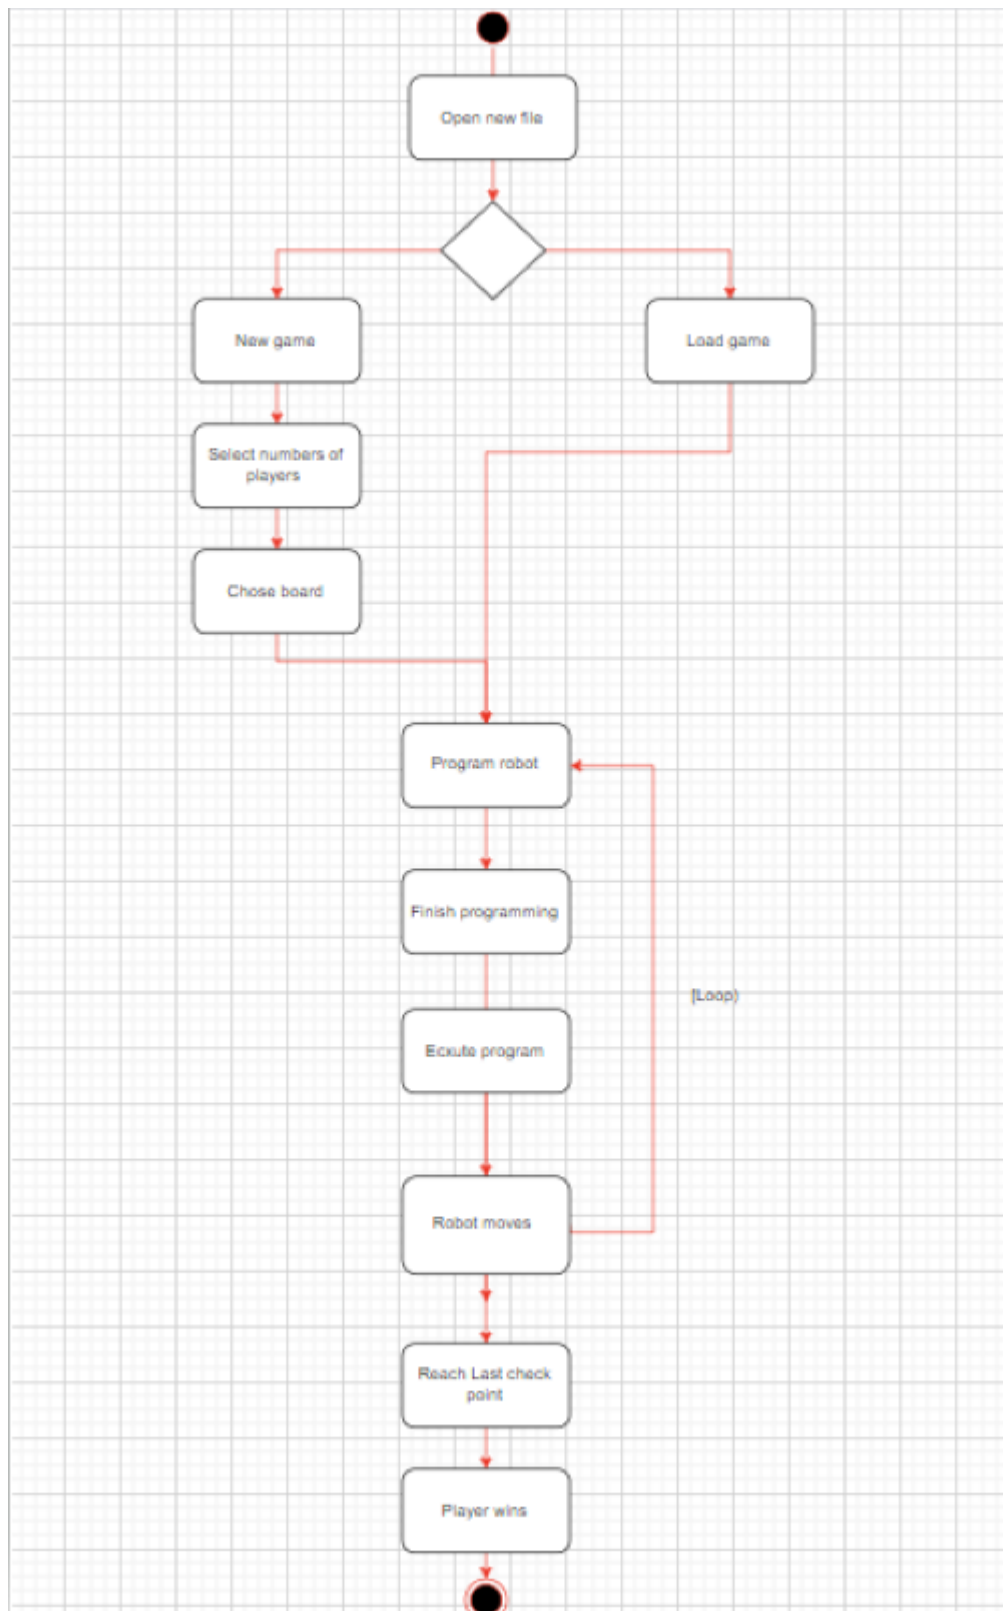 Open new file
New game
Load game
Select numbers of
players
Chose board
Program robot
Finish programming
[Loop)
Ecxute program
Robot moves
Reach Last check
point
Player wins